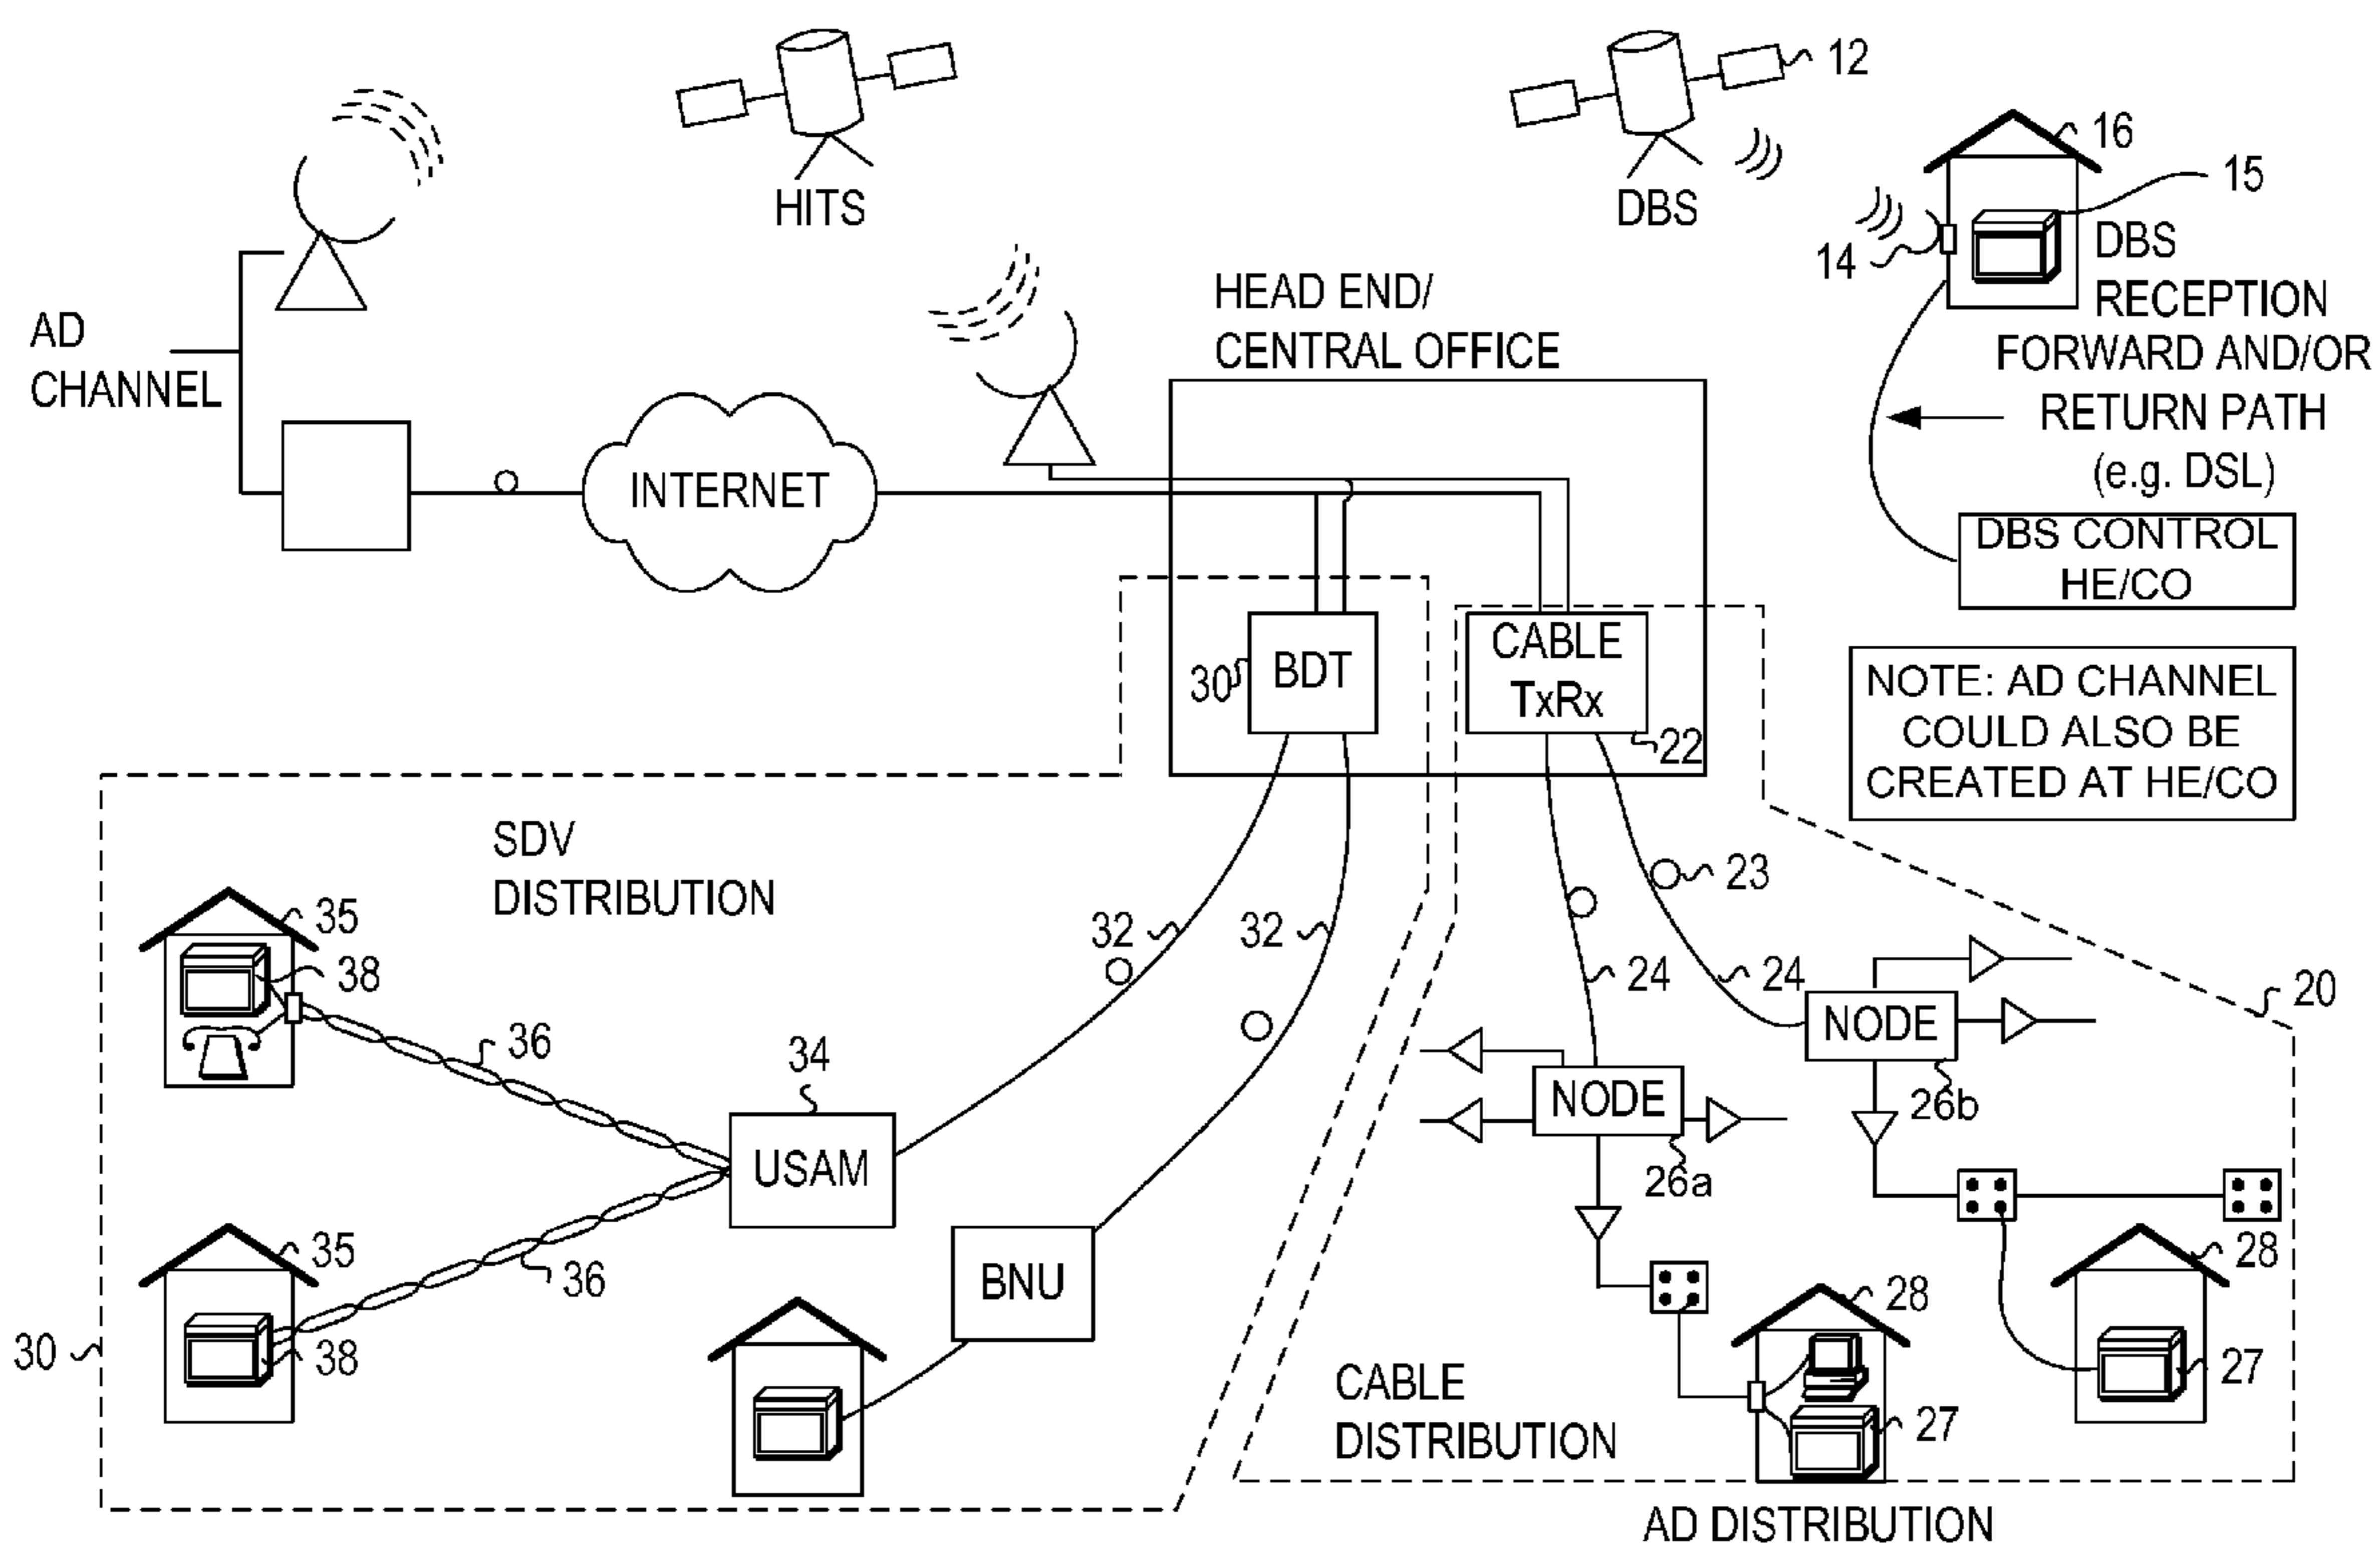 12
HITS
DBS
16
15
14
DBS
RECEPTION
FORWARD AND/OR
RETURN PATH
(e.g. DSL)
DBS CONTROL
HE/CO
AD
CHANNEL
INTERNET
HEAD END/
CENTRAL OFFICE
30
BDT
CABLE
TxRx
22
NOTE: AD CHANNEL
COULD ALSO BE
CREATED AT HE/CO
SDV
DISTRIBUTION
35
38
36
34
USAM
32
32
35
36
38
30
BNU
23
24
24
20
NODE
26b
NODE
26a
28
27
28
27
CABLE
DISTRIBUTION
AD DISTRIBUTION